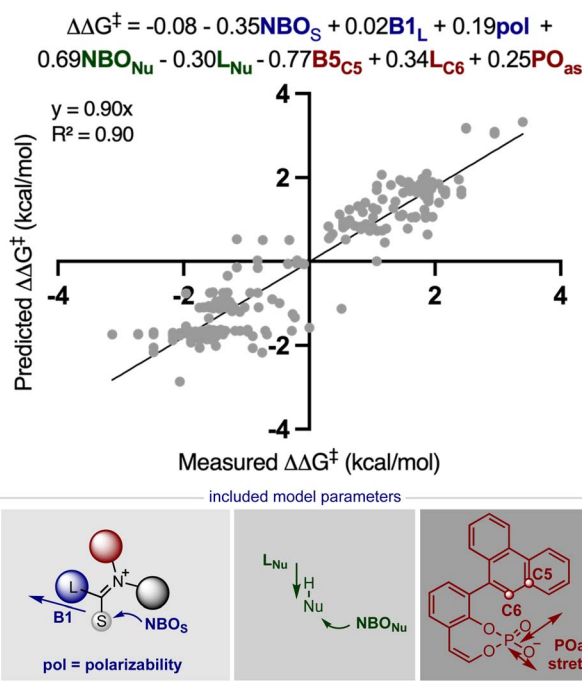 ΔΔG‡ = -0.08 - 0.35NBOS + 0.02B1L + 0.19pol +
0.69NBONu - 0.30LNu - 0.77B5C5 + 0.34LC6 + 0.25POas
y = 0.90x
R² = 0.90
4
2
-4
-2
2
4
-2
-4
Predicted ΔΔG‡ (kcal/mol)
Measured ΔΔG‡ (kcal/mol)
included model parameters
L
N+
B1
S
NBOS
pol = polarizability
LNu
H
Nu
NBONu
C5
C6
O
O
P
O
O−
POa
stret